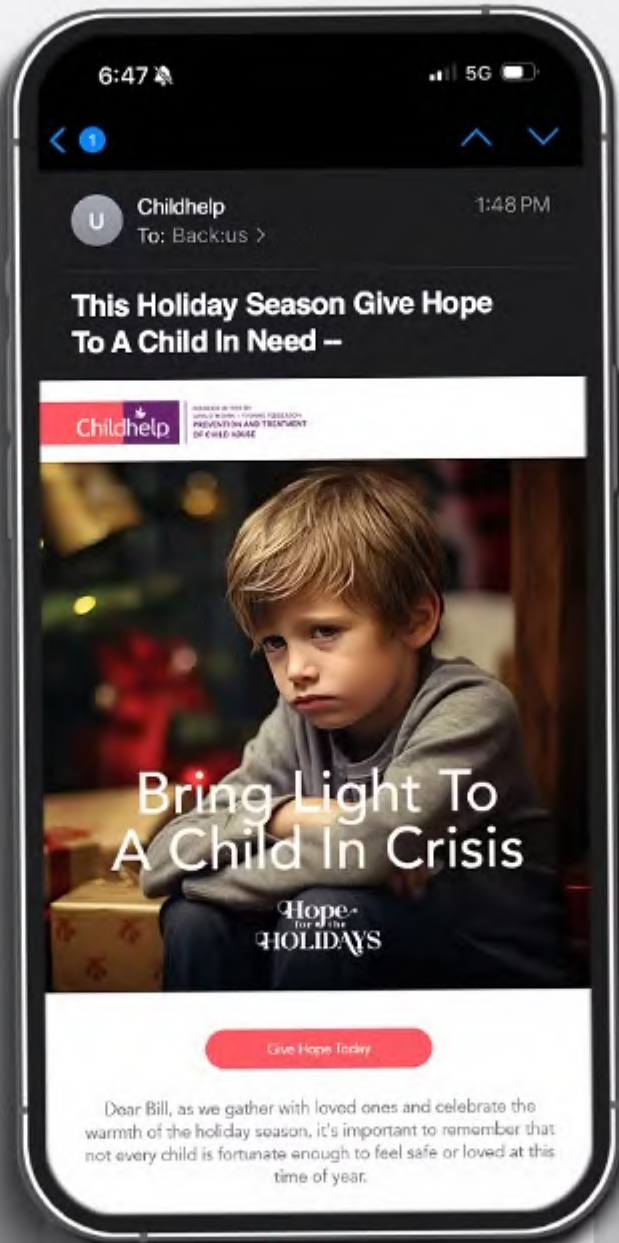 6:47
5G
1
U
Childhelp
1:48 PM
To: Back:us >
This Holiday Season Give Hope
To A Child In Need –
Childhelp
PREVENTION AND TREATMENT
OF CHILD ABUSE
Bring Light To
A Child In Crisis
Hope
for the
HOLIDAYS
Give Hope Today
Dear Bill, as we gather with loved ones and celebrate the
warmth of the holiday season, it's important to remember that
not every child is fortunate enough to feel safe or loved at this
time of year.